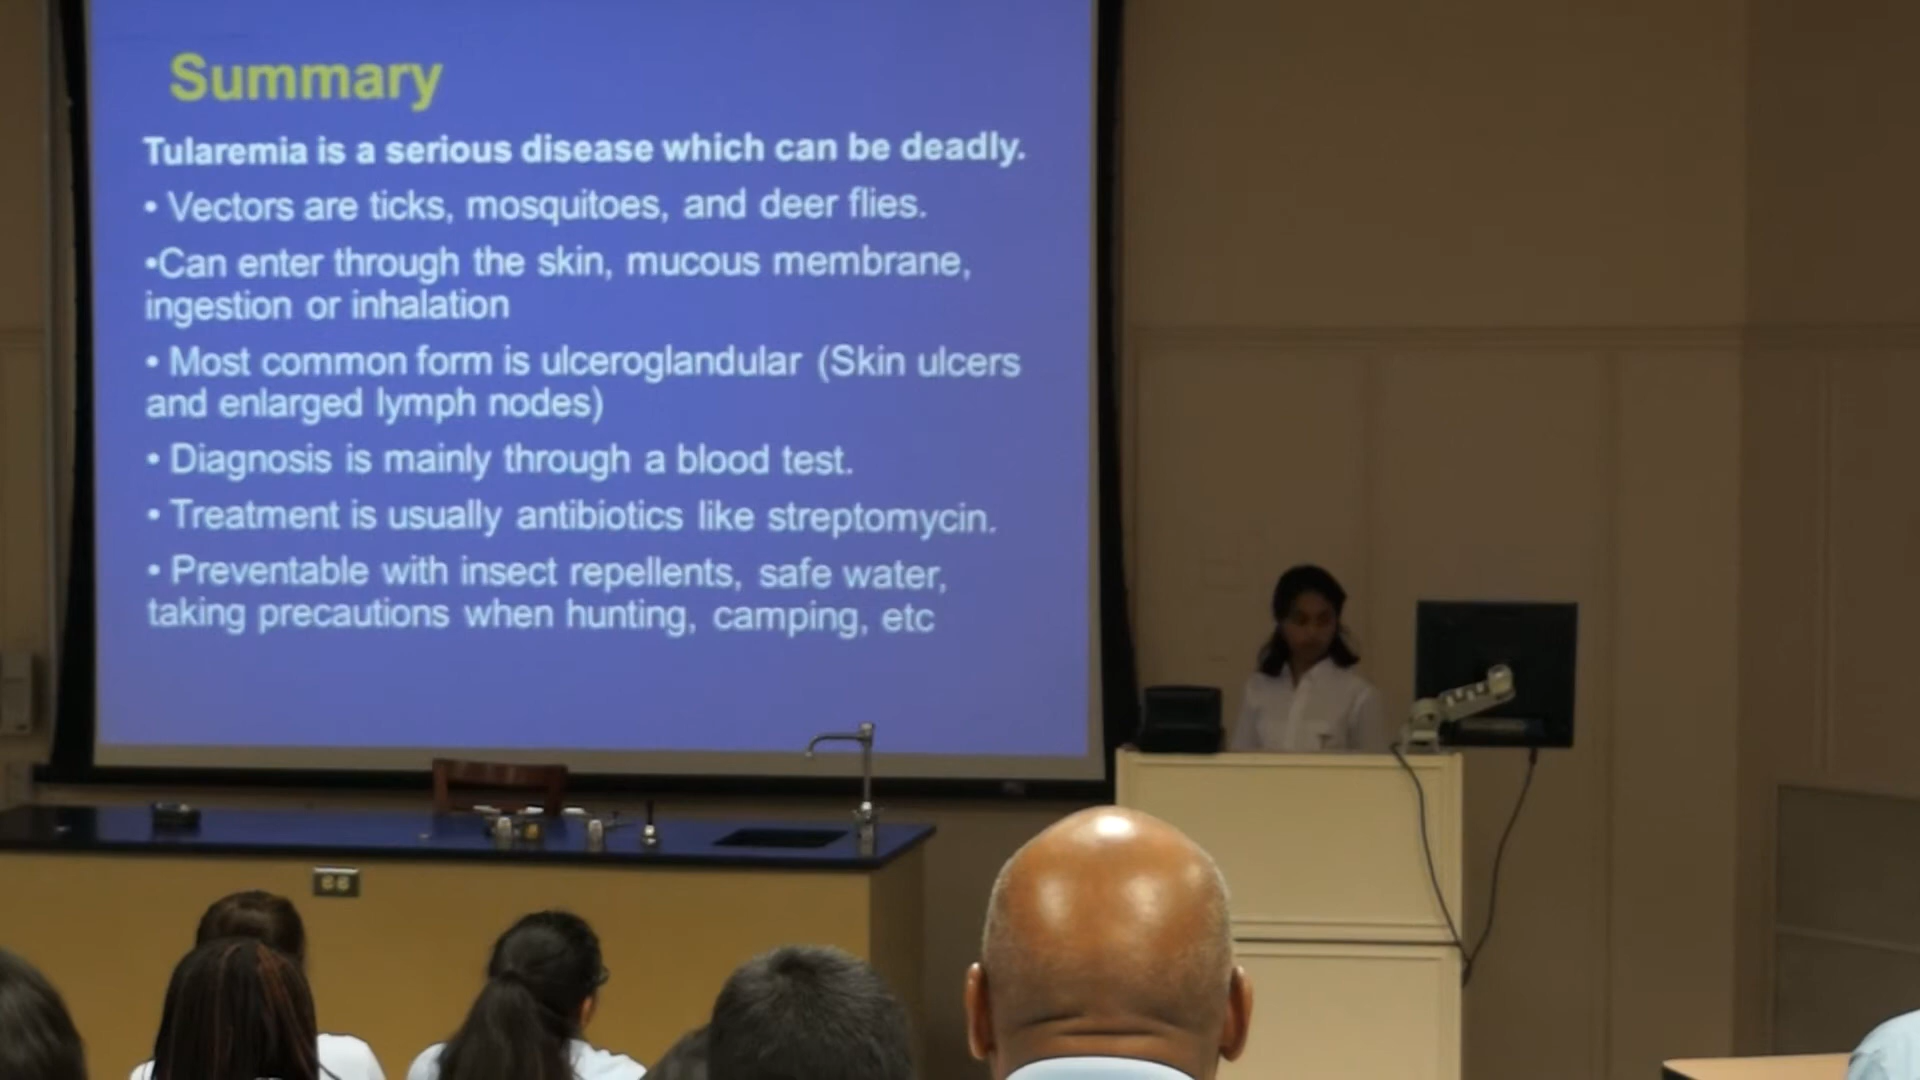 Summary
Tularemia is a serious disease which can be deadly.
• Vectors are ticks, mosquitoes, and deer flies.
•Can enter through the skin, mucous membrane,
ingestion or inhalation
• Most common form is ulceroglandular (Skin ulcers
and enlarged lymph nodes)
• Diagnosis is mainly through a blood test.
• Treatment is usually antibiotics like streptomycin.
• Preventable with insect repellents, safe water,
taking precautions when hunting, camping, etc